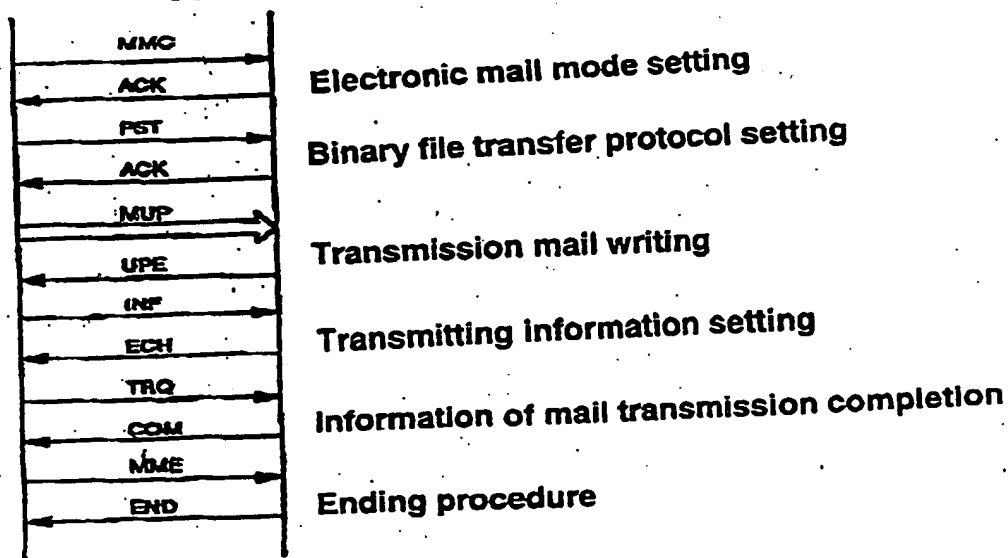 MMC
ACK
Electronic mail mode setting
PST
ACK
Binary file transfer protocol setting
MUP
UPE
Transmission mail writing
INF
ECH
Transmitting information setting
TRQ
COM
Information of mail transmission completion
MME
END
Ending procedure